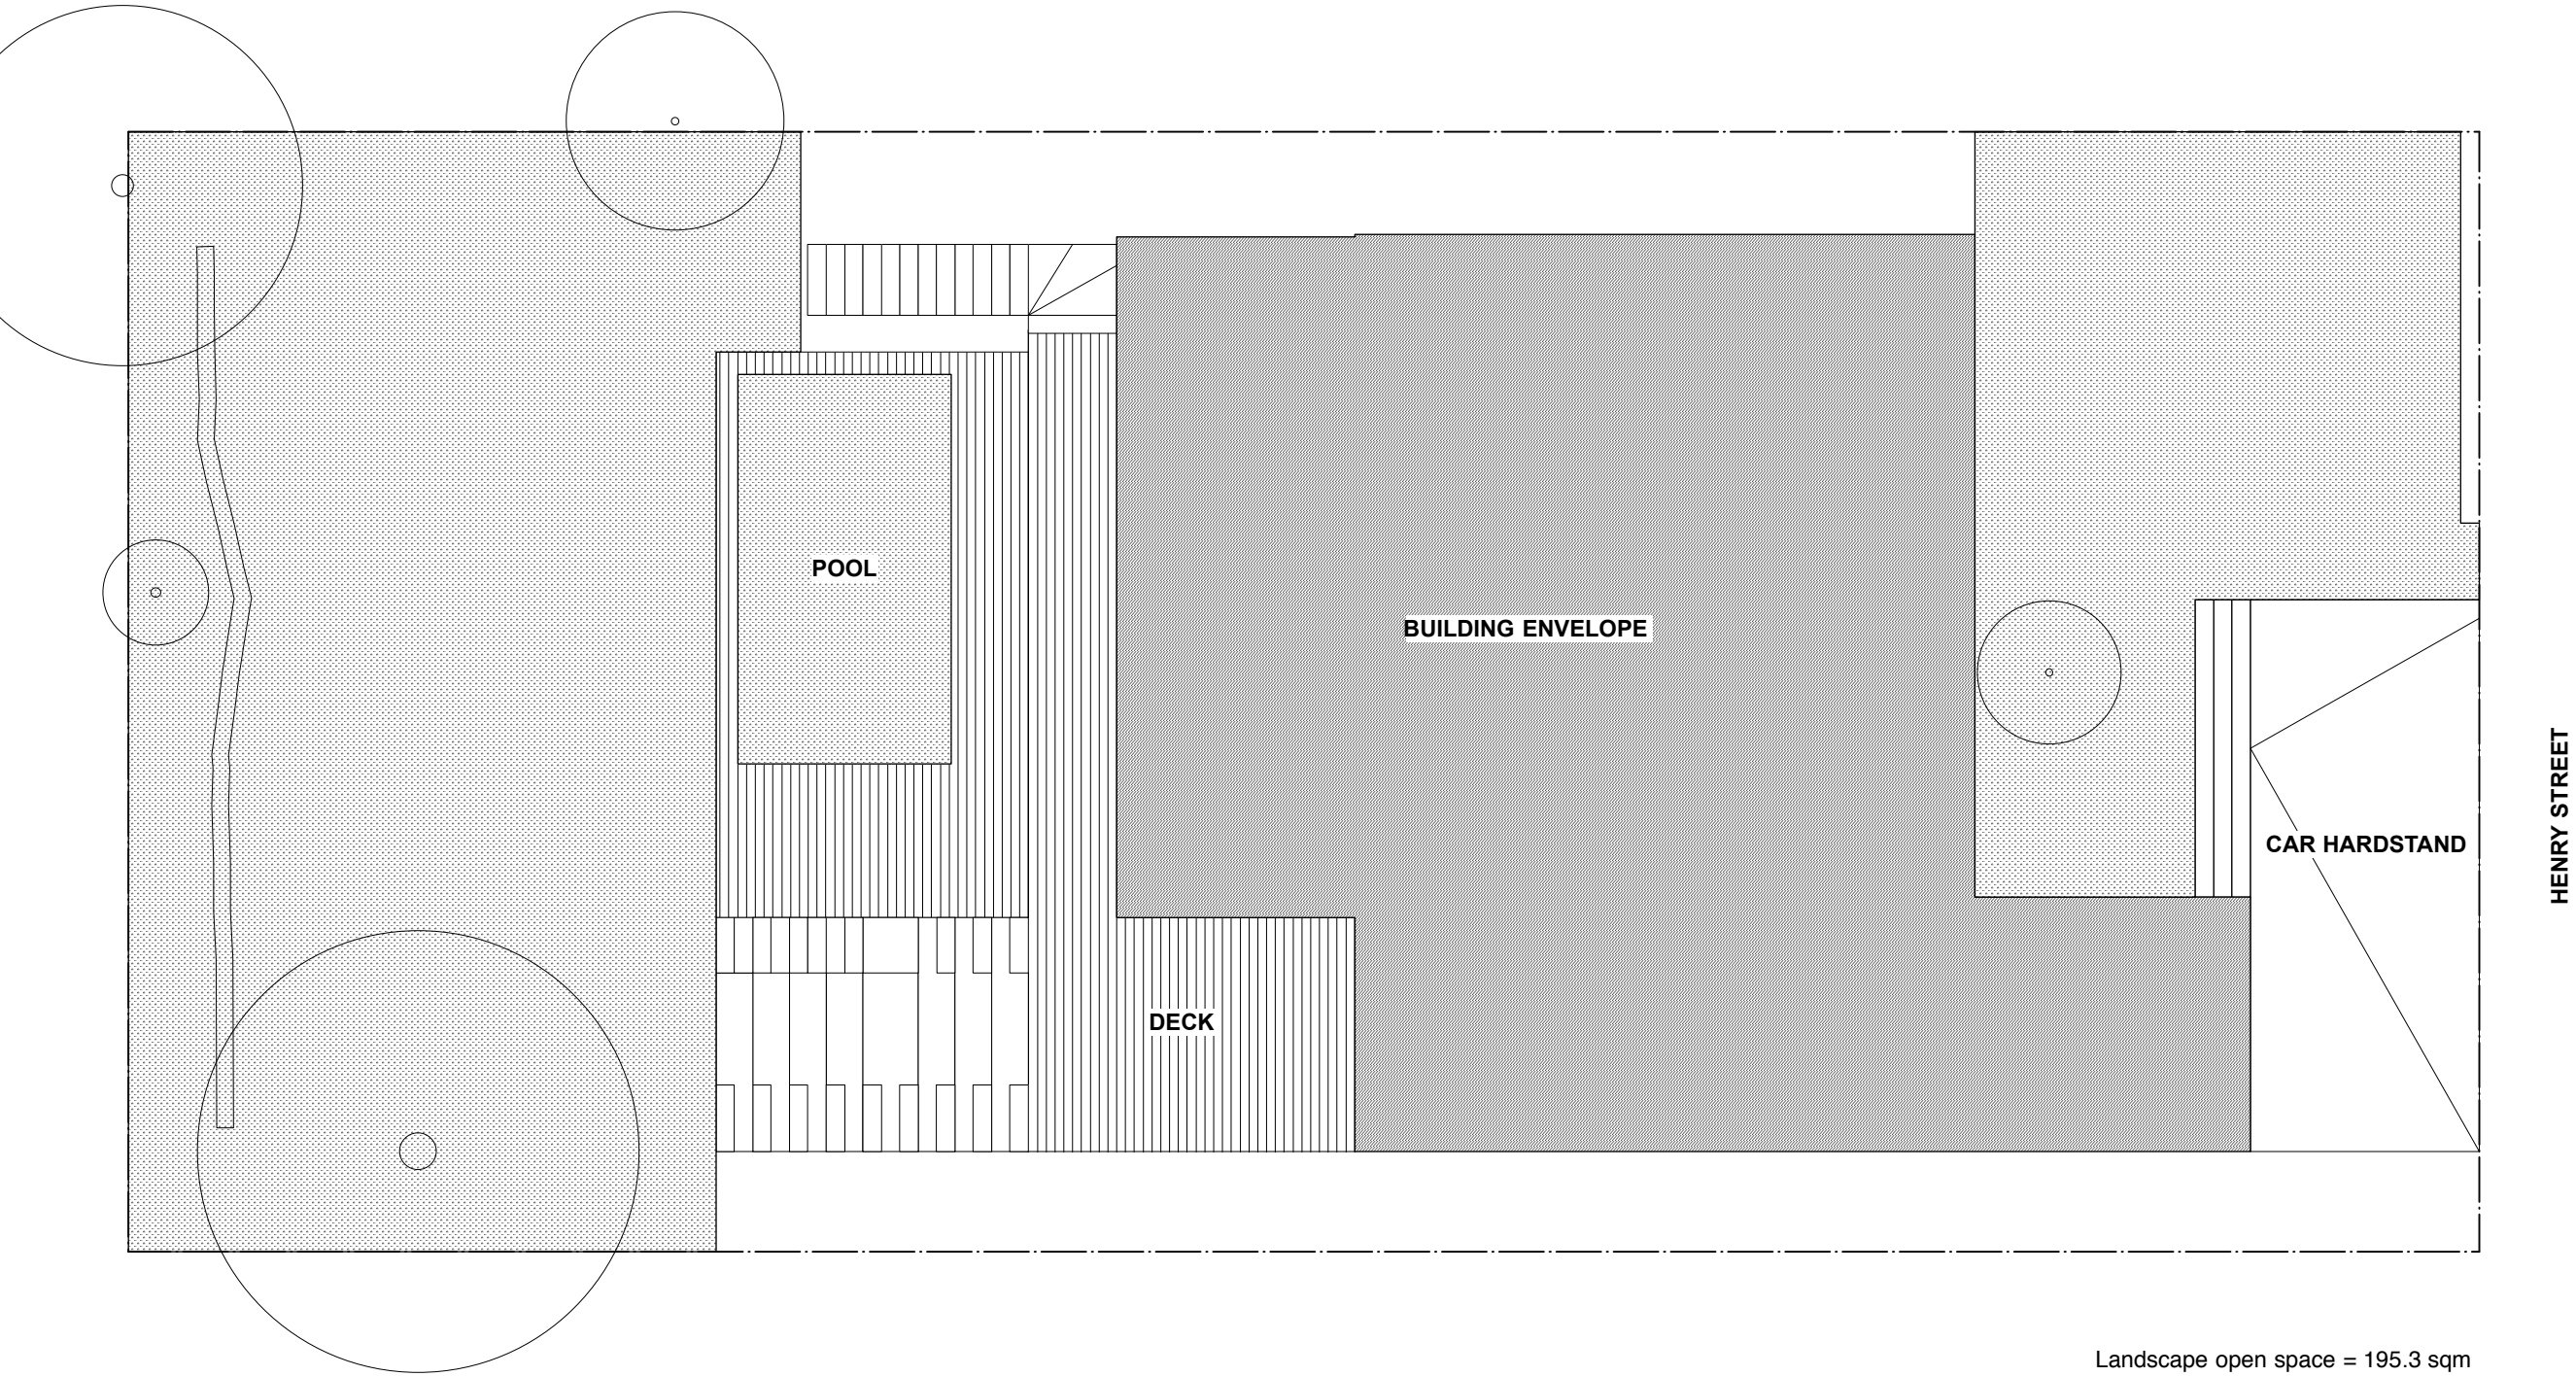 POOL
BUILDING ENVELOPE
HENRY STREET
CAR HARDSTAND
DECK
Landscape open space = 195.3 sqm